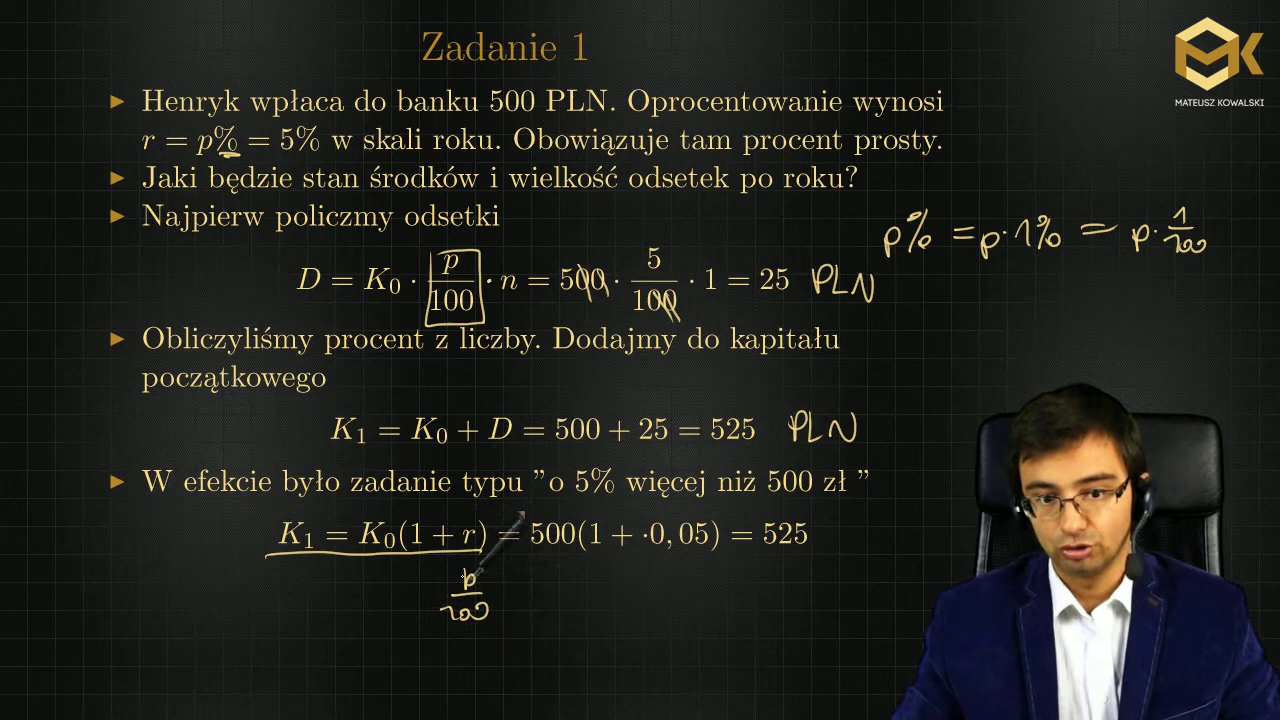 Zadanie 1
MATEUSZ KOWALSKI
▶ Henryk wpłaca do banku 500 PLN. Oprocentowanie wynosi
r = p% = 5% w skali roku. Obowiązuje tam procent prosty.
▶ Jaki będzie stan środków i wielkość odsetek po roku?
▶ Najpierw policzmy odsetki
p% = p · 1% = p · 1/100
D = K₀ · p/100 · n = 500 · 5/100 · 1 = 25 PLN
▶ Obliczyliśmy procent z liczby. Dodajmy do kapitału
początkowego
K₁ = K₀ + D = 500 + 25 = 525 PLN
▶ W efekcie było zadanie typu ”o 5% więcej niż 500 zł ”
K₁ = K₀(1 + r) = 500(1 + ·0, 05) = 525
p/100